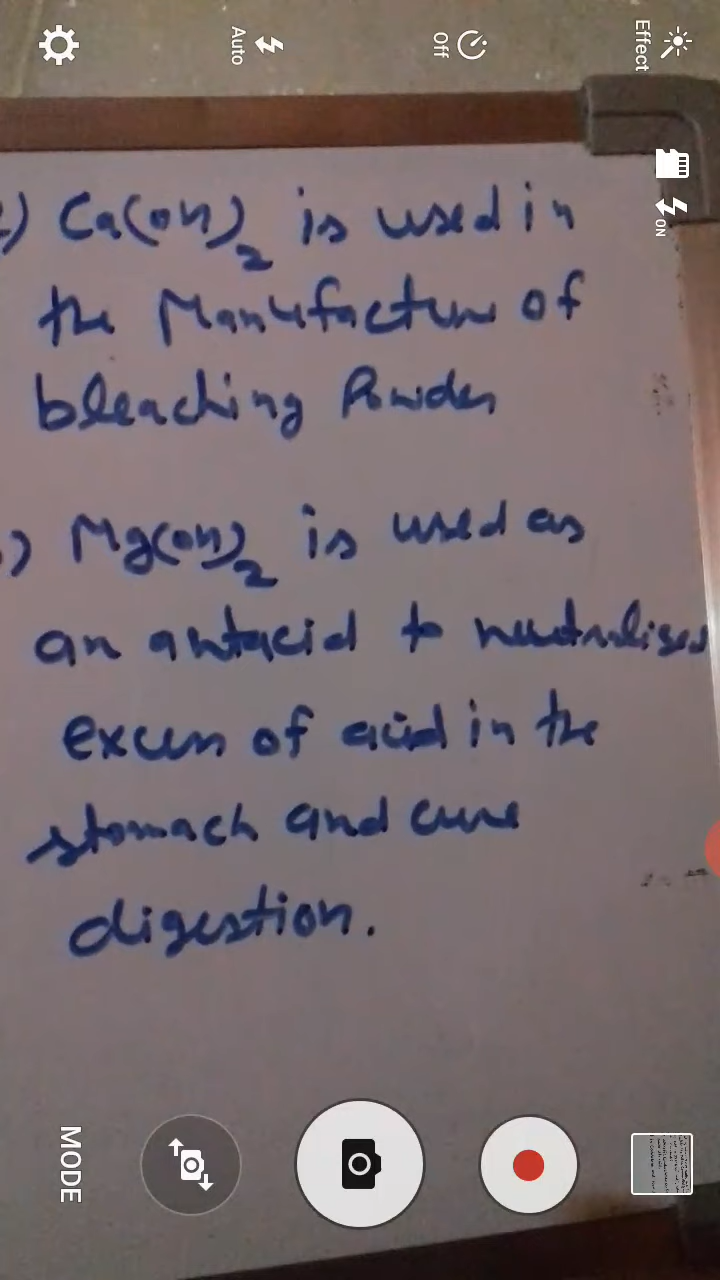 Effect
Off
Auto
ON
2) Ca(OH)2 is used in
the Manufacture of
bleaching Powder
) Mg(OH)2 is used as
an antacid to neutralises
excess of acid in the
stomach and cure
digestion.
MODE